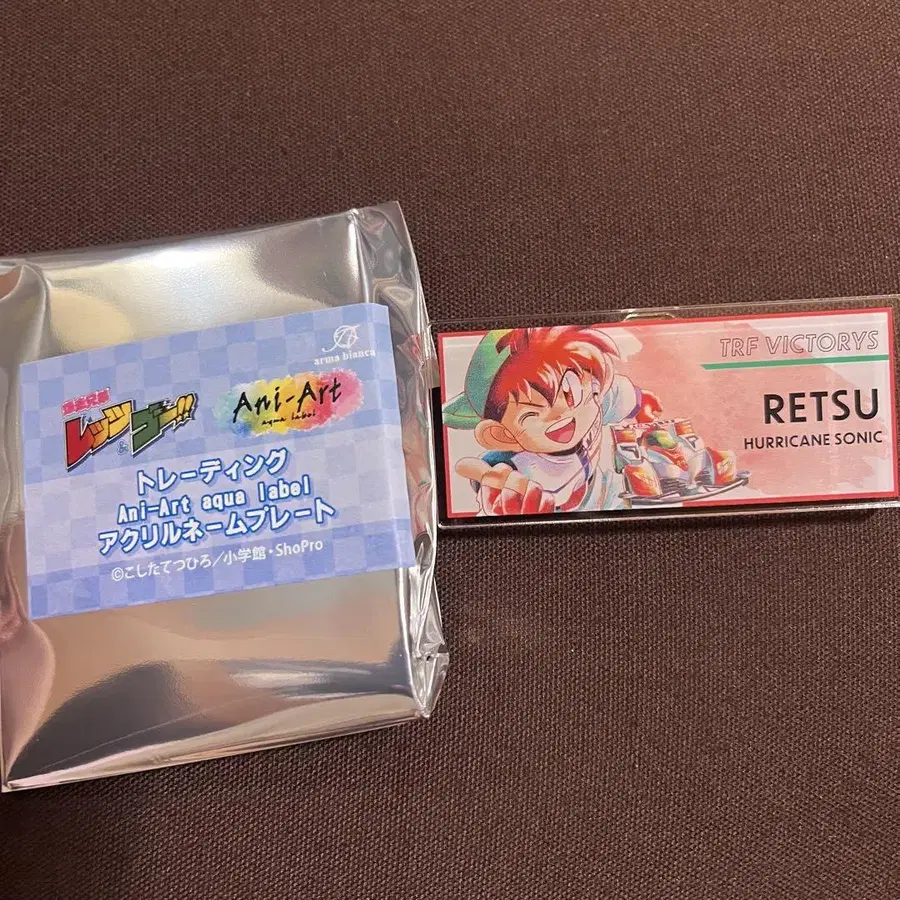 arma bianca
爆走兄弟
レッツ&ゴー!!
Ani-Art
aqua label
トレーディング
Ani-Art aqua label
アクリルネームプレート
©こしたてつひろ/小学館・ShoPro
TRF VICTORYS
RETSU
HURRICANE SONIC